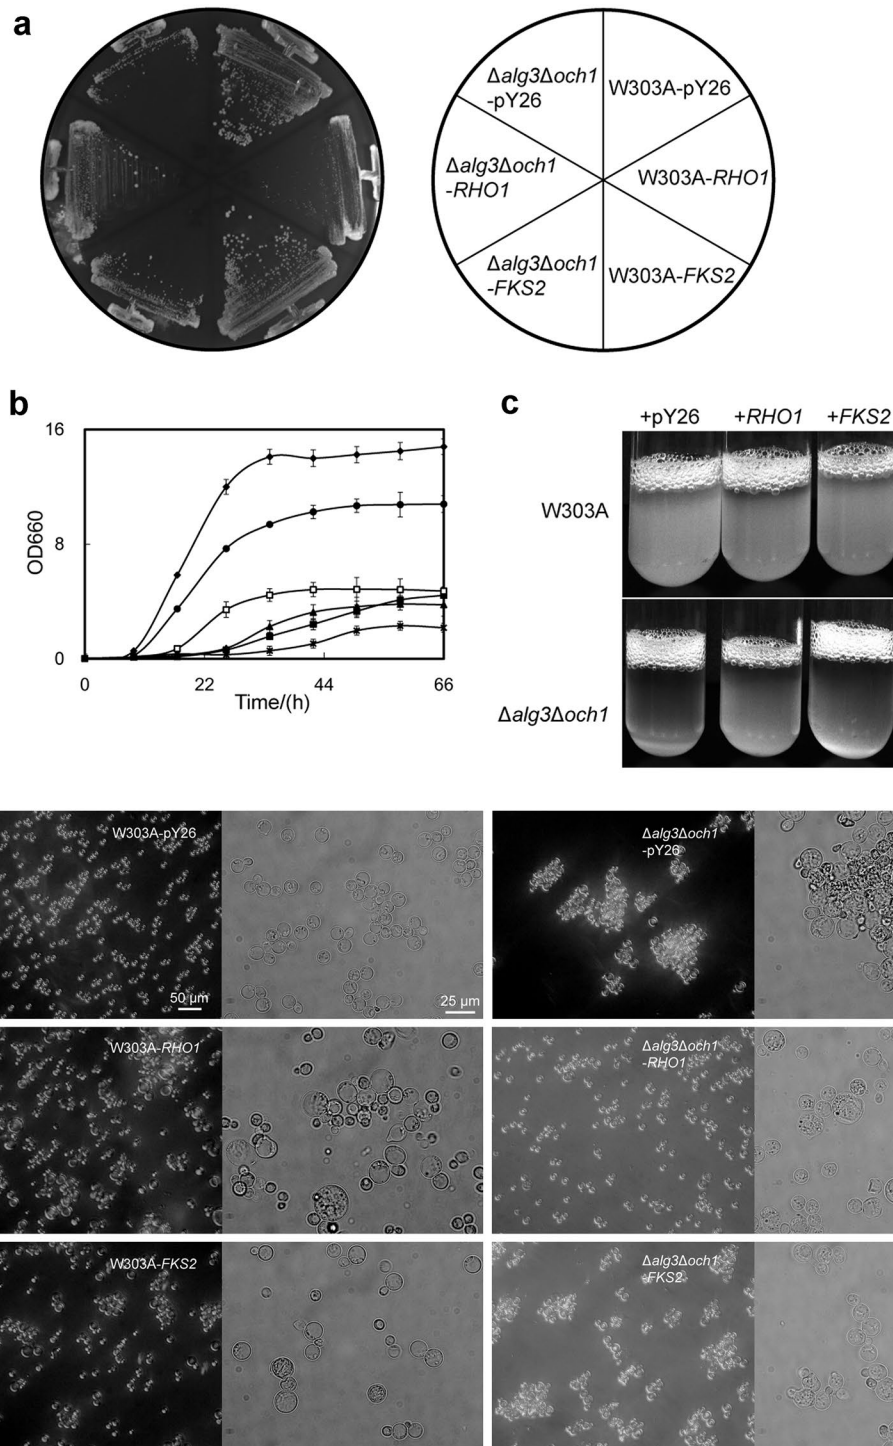 a
Δalg3Δoch1
-pY26
W303A-pY26
Δalg3Δoch1
-RHO1
W303A-RHO1
Δalg3Δoch1
-FKS2
W303A-FKS2
b
16
8
0
OD660
0 22 44 66
Time/(h)
c
+pY26 +RHO1 +FKS2
W303A
Δalg3Δoch1
W303A-pY26
50 µm
25 µm
Δalg3Δoch1
-pY26
W303A-RHO1
Δalg3Δoch1
-RHO1
W303A-FKS2
Δalg3Δoch1
-FKS2